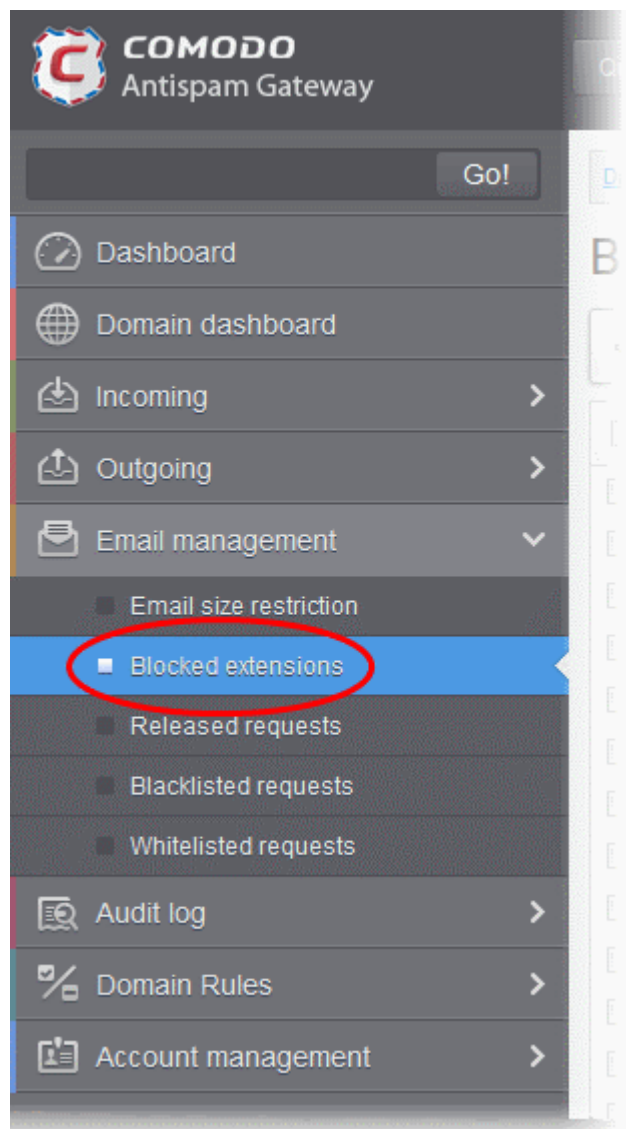 COMODO
Antispam Gateway
Go!
Dashboard
B
Domain dashboard
Incoming
Outgoing
Email management
Email size restriction
Blocked extensions
Released requests
Blacklisted requests
Whitelisted requests
Audit log
Domain Rules
Account management